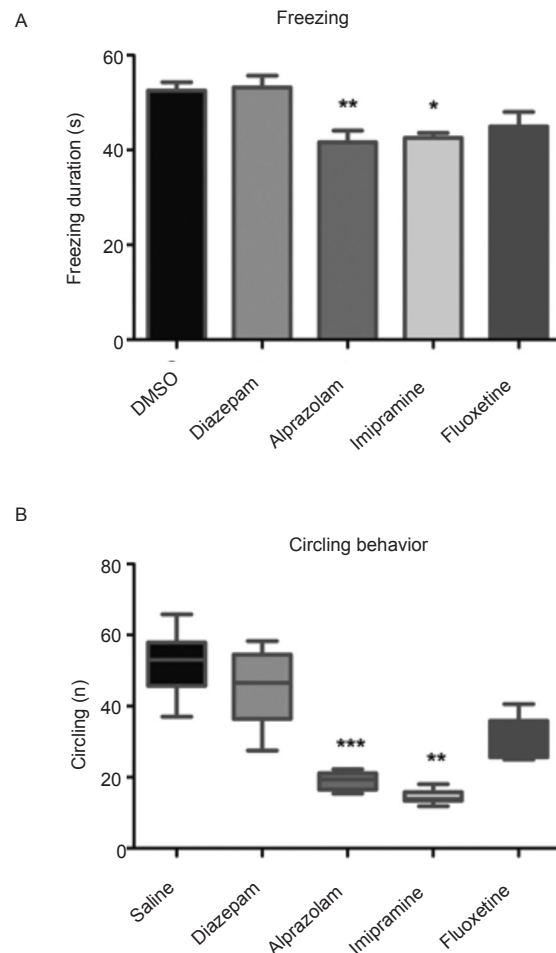 A
Freezing
Freezing duration (s)
60
40
20
0
**
*
DMSO
Diazepam
Alprazolam
Imipramine
Fluoxetine
B
Circling behavior
Circling (n)
80
60
40
20
0
***
**
Saline
Diazepam
Alprazolam
Imipramine
Fluoxetine